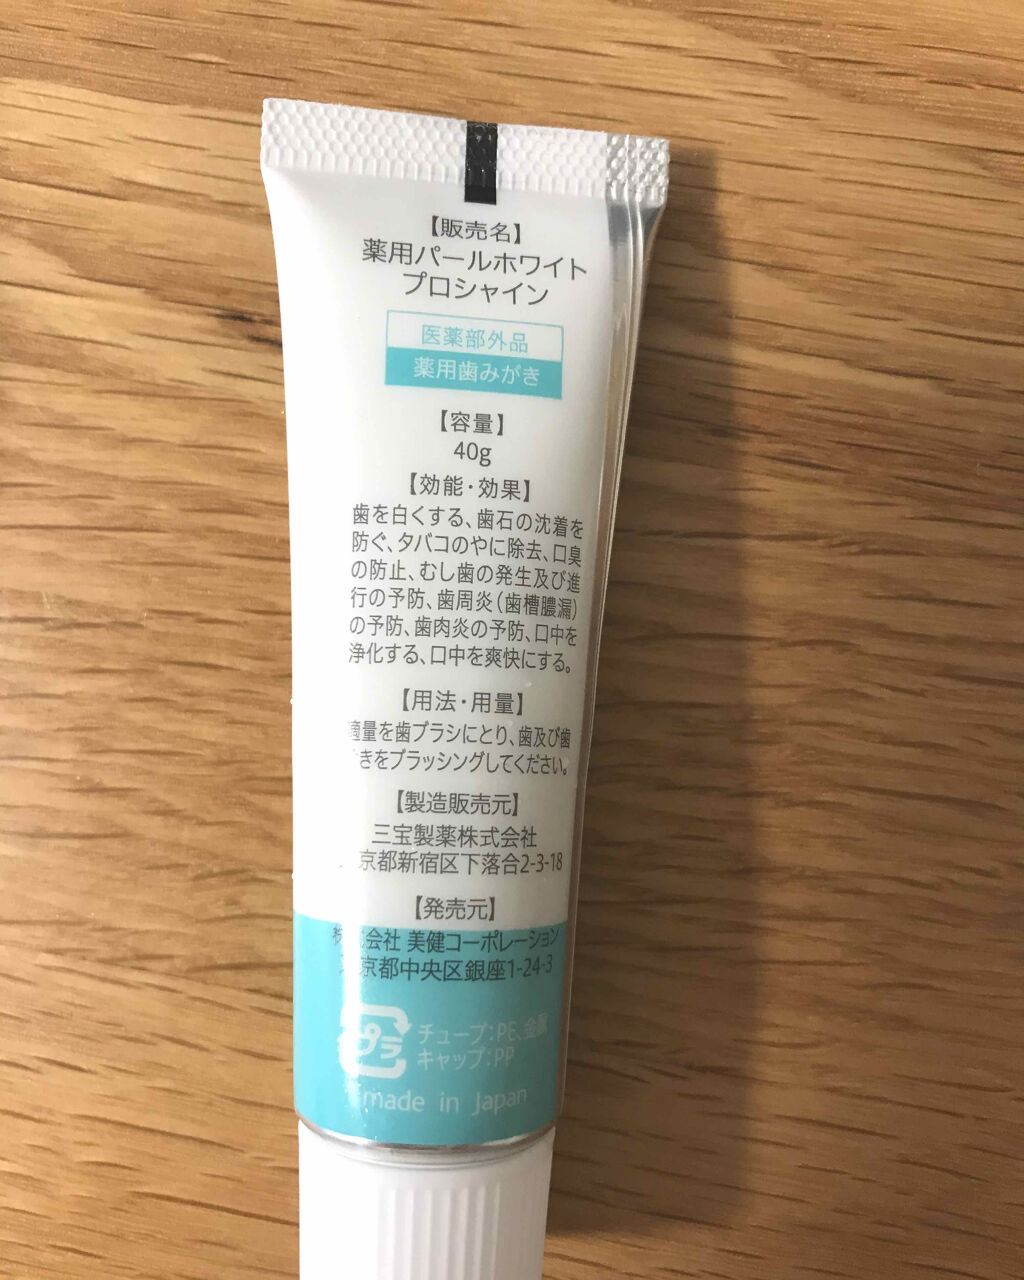 【販売名】
薬用パールホワイト
プロシャイン
医薬部外品
薬用歯みがき
【容量】
40g
【効能・効果】
歯を白くする、歯石の沈着を
防ぐ、タバコのやに除去、口臭
の防止、むし歯の発生及び進
行の予防、歯周炎(歯槽膿漏)
の予防、歯肉炎の予防、口中を
浄化する、口中を爽快にする。
【用法・用量】
適量を歯ブラシにとり、歯及び歯
きをブラッシングしてください。
【製造販売元】
三宝製薬株式会社
京都新宿区下落合2-3-18
【発売元】
株式会社 美健コーポレーション
京都中央区銀座1-24-3
プラ
チューブ:PE、金属
キャップ:PP
made in Japan